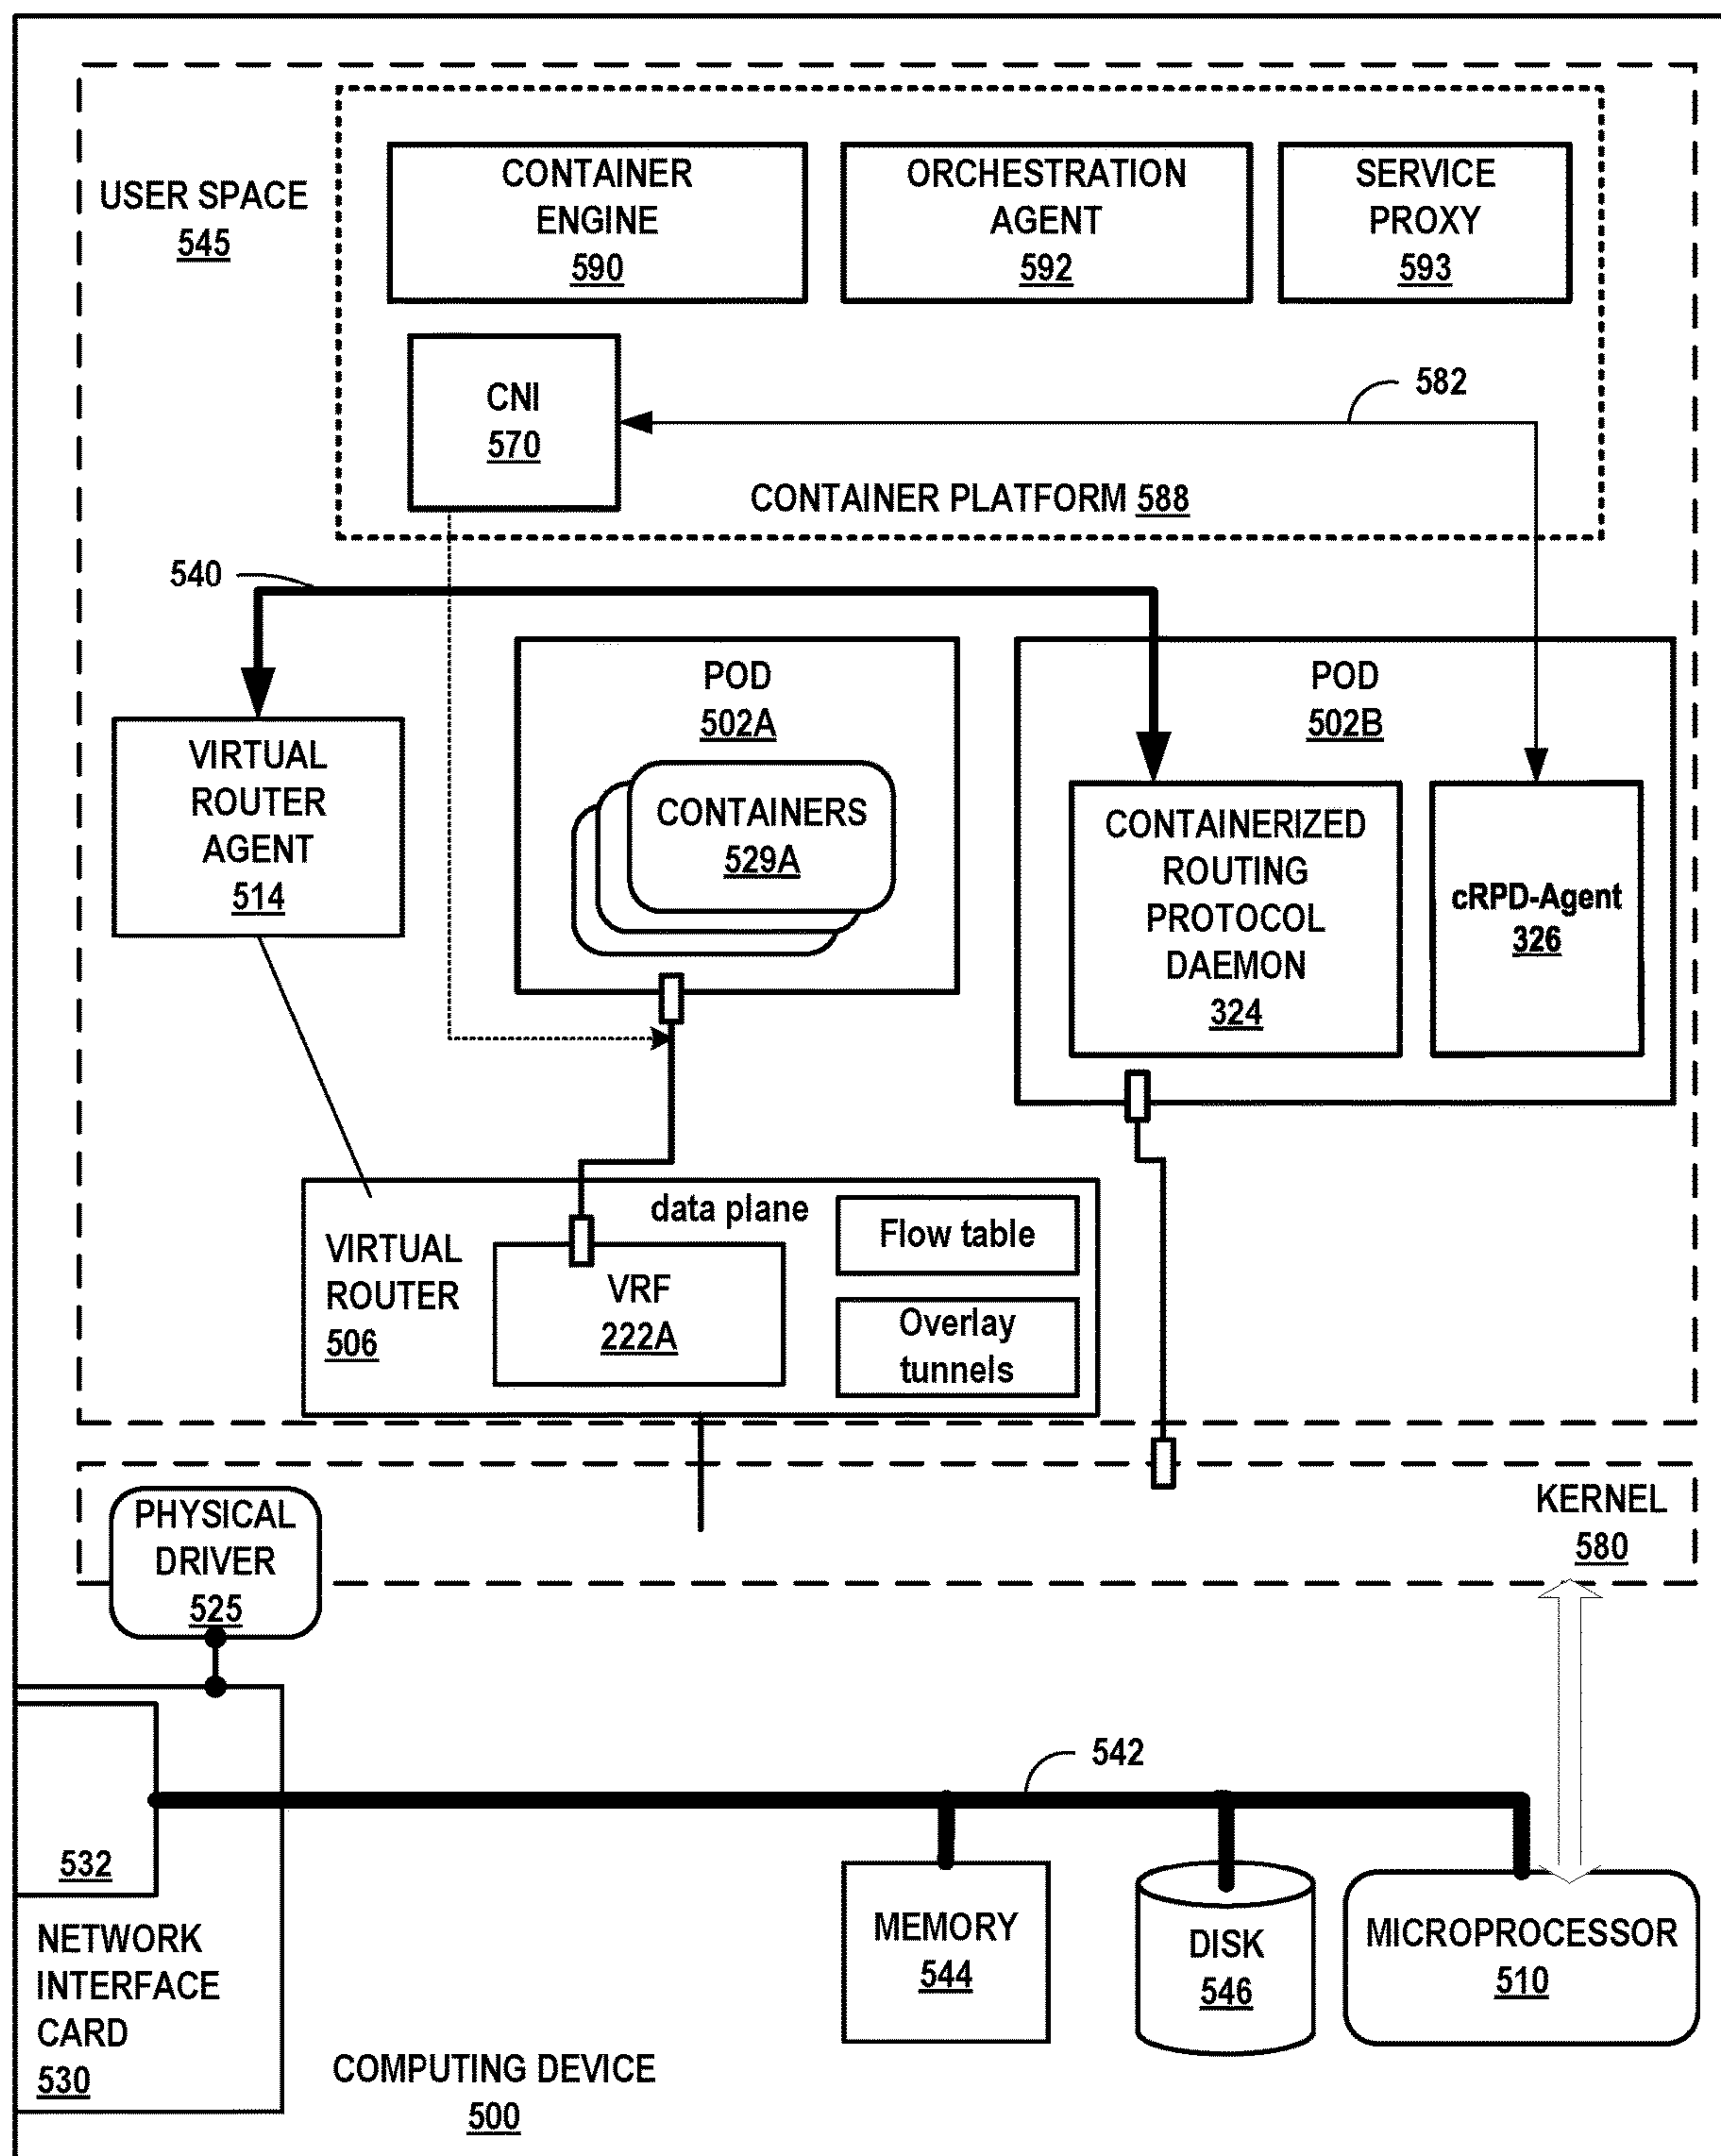 USER SPACE
545
CONTAINER
ENGINE
590
ORCHESTRATION
AGENT
592
SERVICE
PROXY
593
CNI
570
582
CONTAINER PLATFORM 588
540
VIRTUAL
ROUTER
AGENT
514
POD
502A
CONTAINERS
529A
POD
502B
CONTAINERIZED
ROUTING
PROTOCOL
DAEMON
324
cRPD-Agent
326
VIRTUAL
ROUTER
506
data plane
VRF
222A
Flow table
Overlay
tunnels
KERNEL
580
PHYSICAL
DRIVER
525
542
532
NETWORK
INTERFACE
CARD
530
MEMORY
544
DISK
546
MICROPROCESSOR
510
COMPUTING DEVICE
500